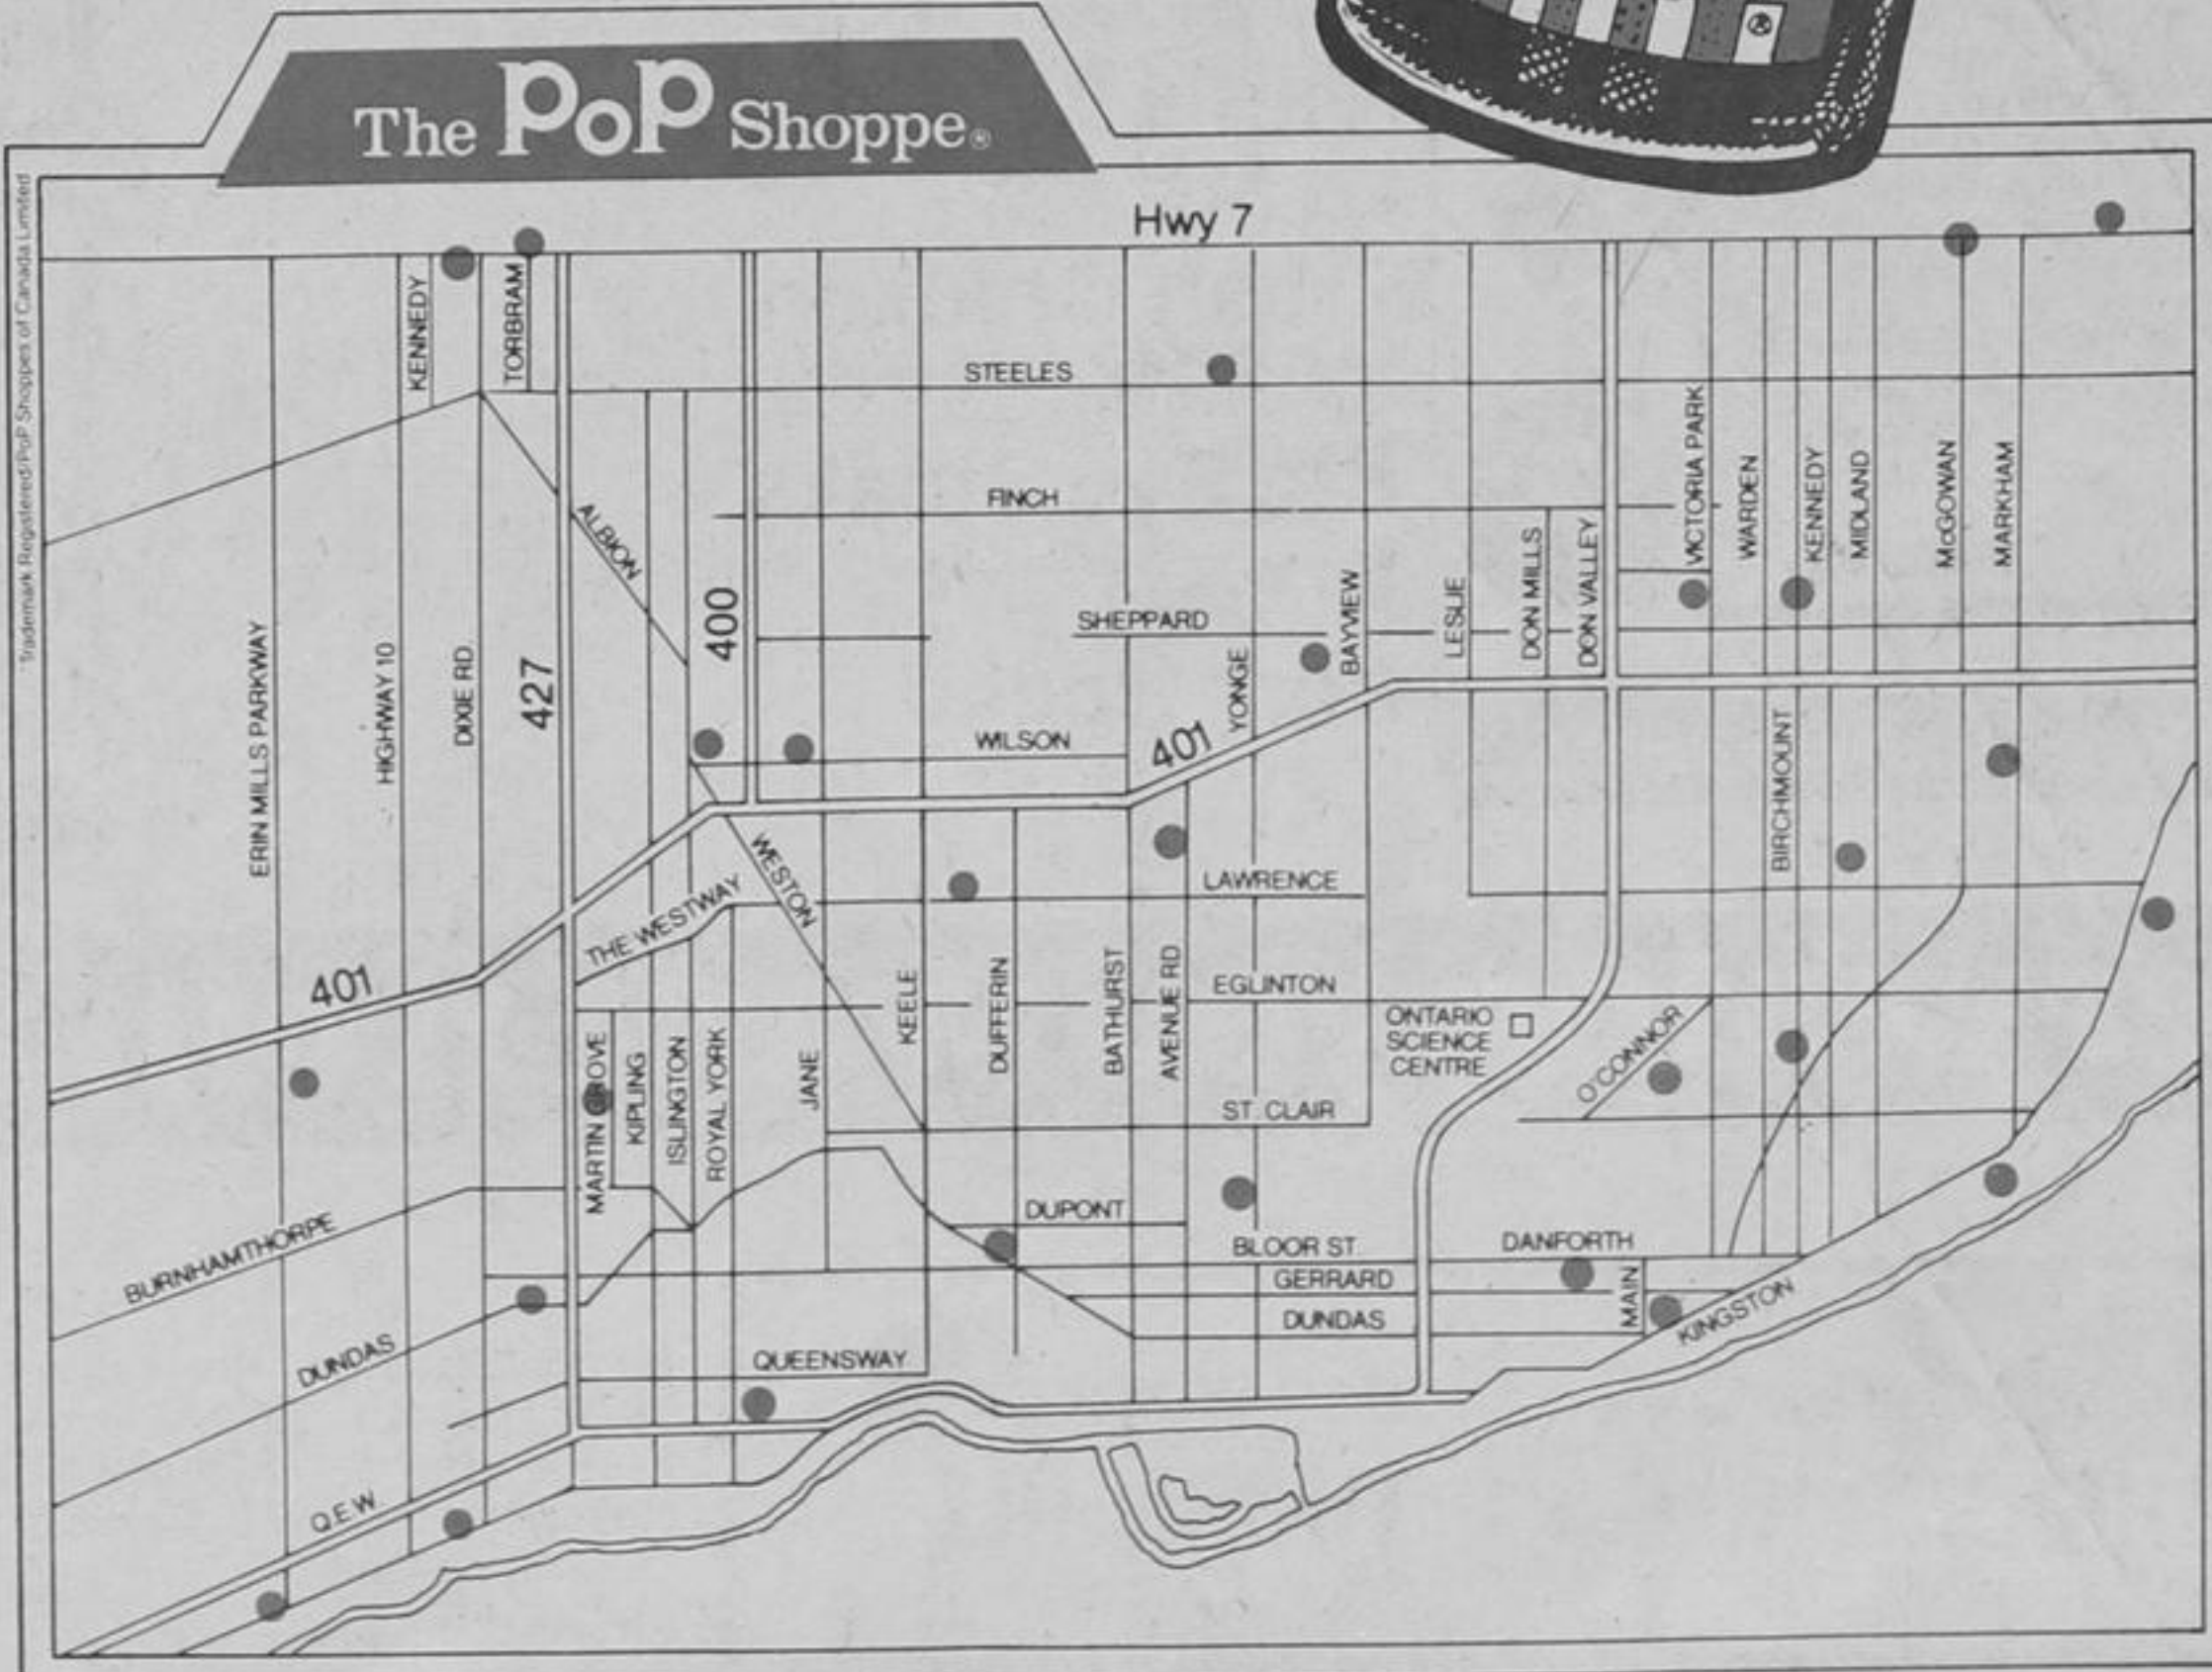 The PoP Shoppe®
®
Trademark Registered/PoP Shoppes of Canada Limited
Hwy 7
KENNEDY
TORBRAM
STEELES
FINCH
ALBION
400
427
ERIN MILLS PARKWAY
HIGHWAY 10
DIXIE RD.
SHEPPARD
YONGE
BAYVIEW
LESLIE
DON MILLS
DON VALLEY
VICTORIA PARK
WARDEN
KENNEDY
MIDLAND
McGOWAN
MARKHAM
WILSON
401
BIRCHMOUNT
WESTON
THE WESTWAY
LAWRENCE
401
KEELE
DUFFERIN
BATHURST
AVENUE RD
EGLINTON
ONTARIO
SCIENCE
CENTRE
O'CONNOR
MARTIN GROVE
KIPLING
ISLINGTON
ROYAL YORK
JANE
ST. CLAIR
BURNHAMTHORPE
DUPONT
BLOOR ST.
DANFORTH
GERRARD
DUNDAS
MAIN
KINGSTON
DUNDAS
QUEENSWAY
Q.E.W.